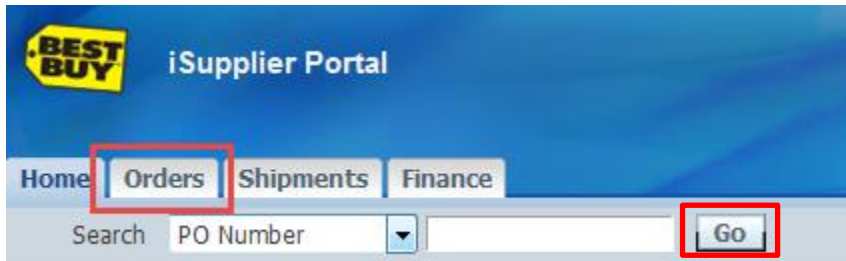 BEST
BUY
iSupplier Portal
Home Orders Shipments Finance
Search PO Number Go